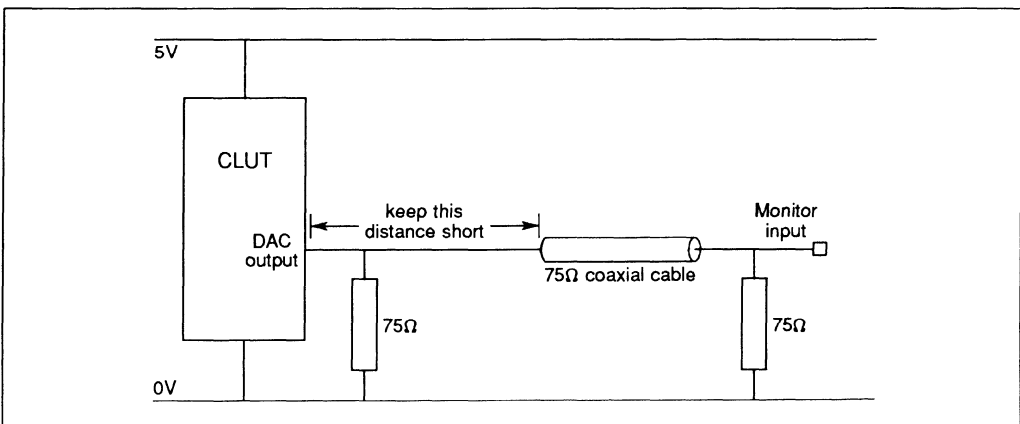 5V
CLUT
keep this
distance short
DAC
output
Monitor
input
75Ω coaxial cable
75Ω
75Ω
0V